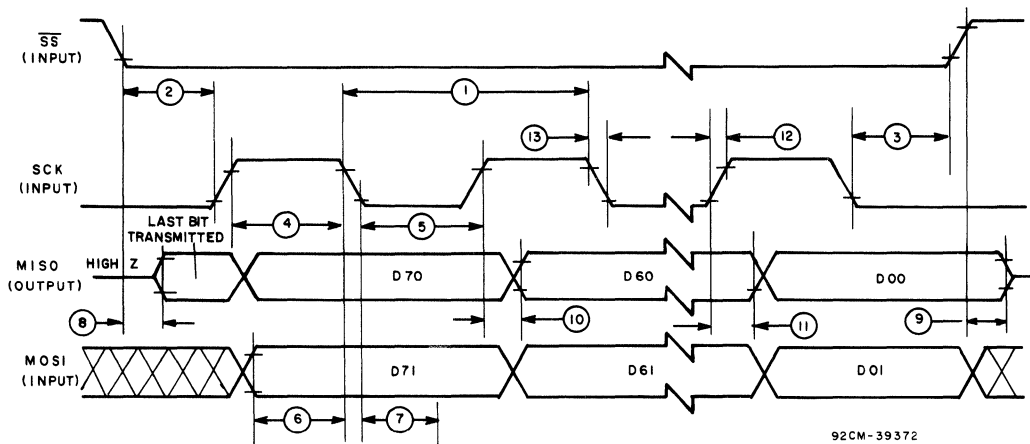 SS
(INPUT)
2
1
13
12
3
SCK
(INPUT)
LAST BIT
TRANSMITTED
4
5
MISO
(OUTPUT)
HIGH Z
D70
D60
D00
8
10
11
9
MOSI
(INPUT)
D71
D61
D01
6
7
92CM-39372